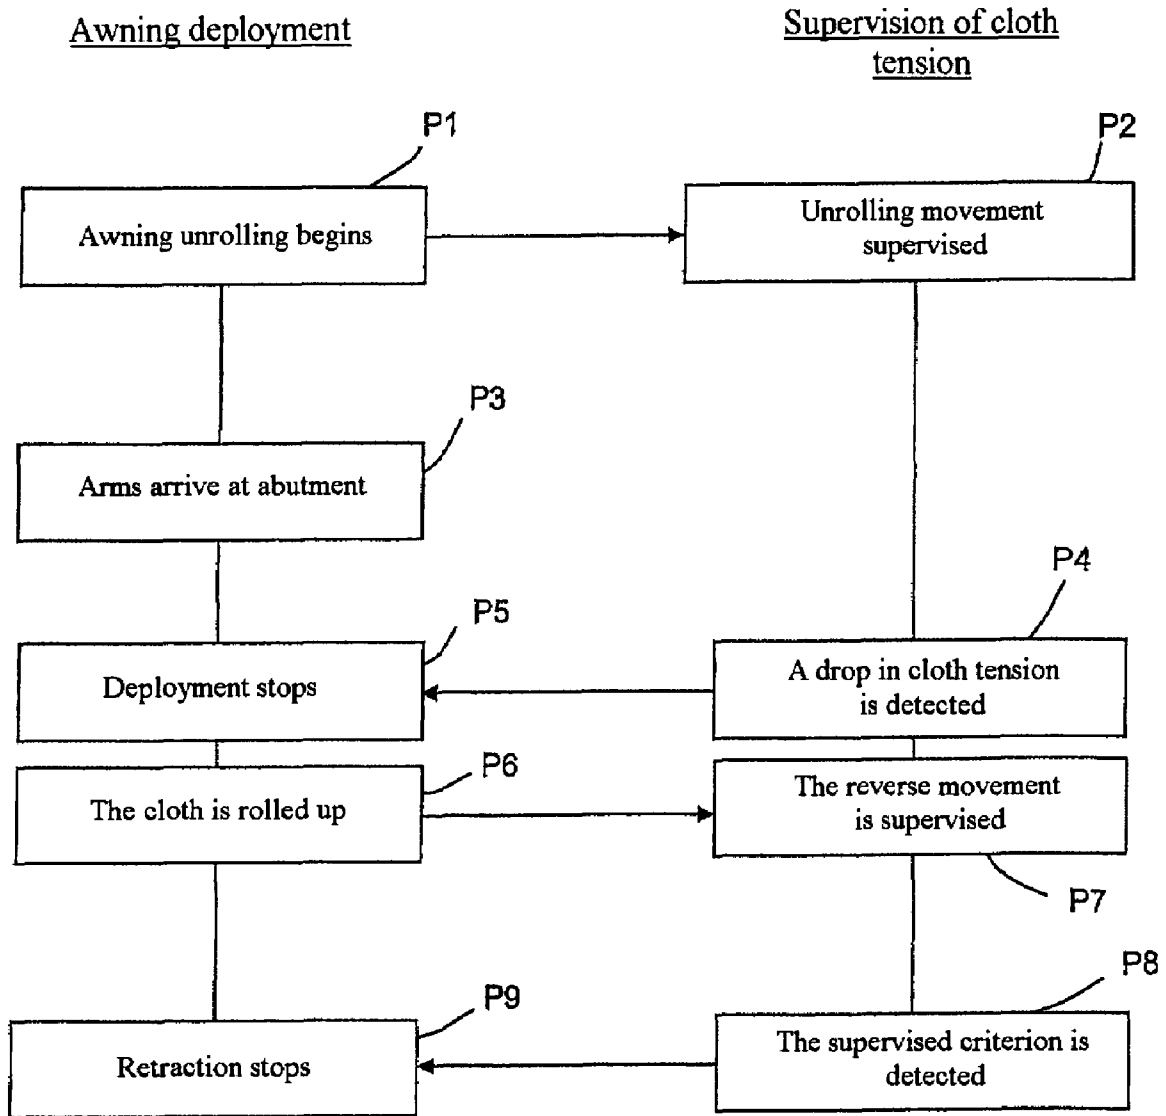 Awning deployment
Supervision of cloth
tension
P1
P2
Awning unrolling begins
Unrolling movement
supervised
P3
Arms arrive at abutment
P4
P5
Deployment stops
A drop in cloth tension
is detected
P6
The cloth is rolled up
The reverse movement
is supervised
P7
P8
P9
Retraction stops
The supervised criterion is
detected